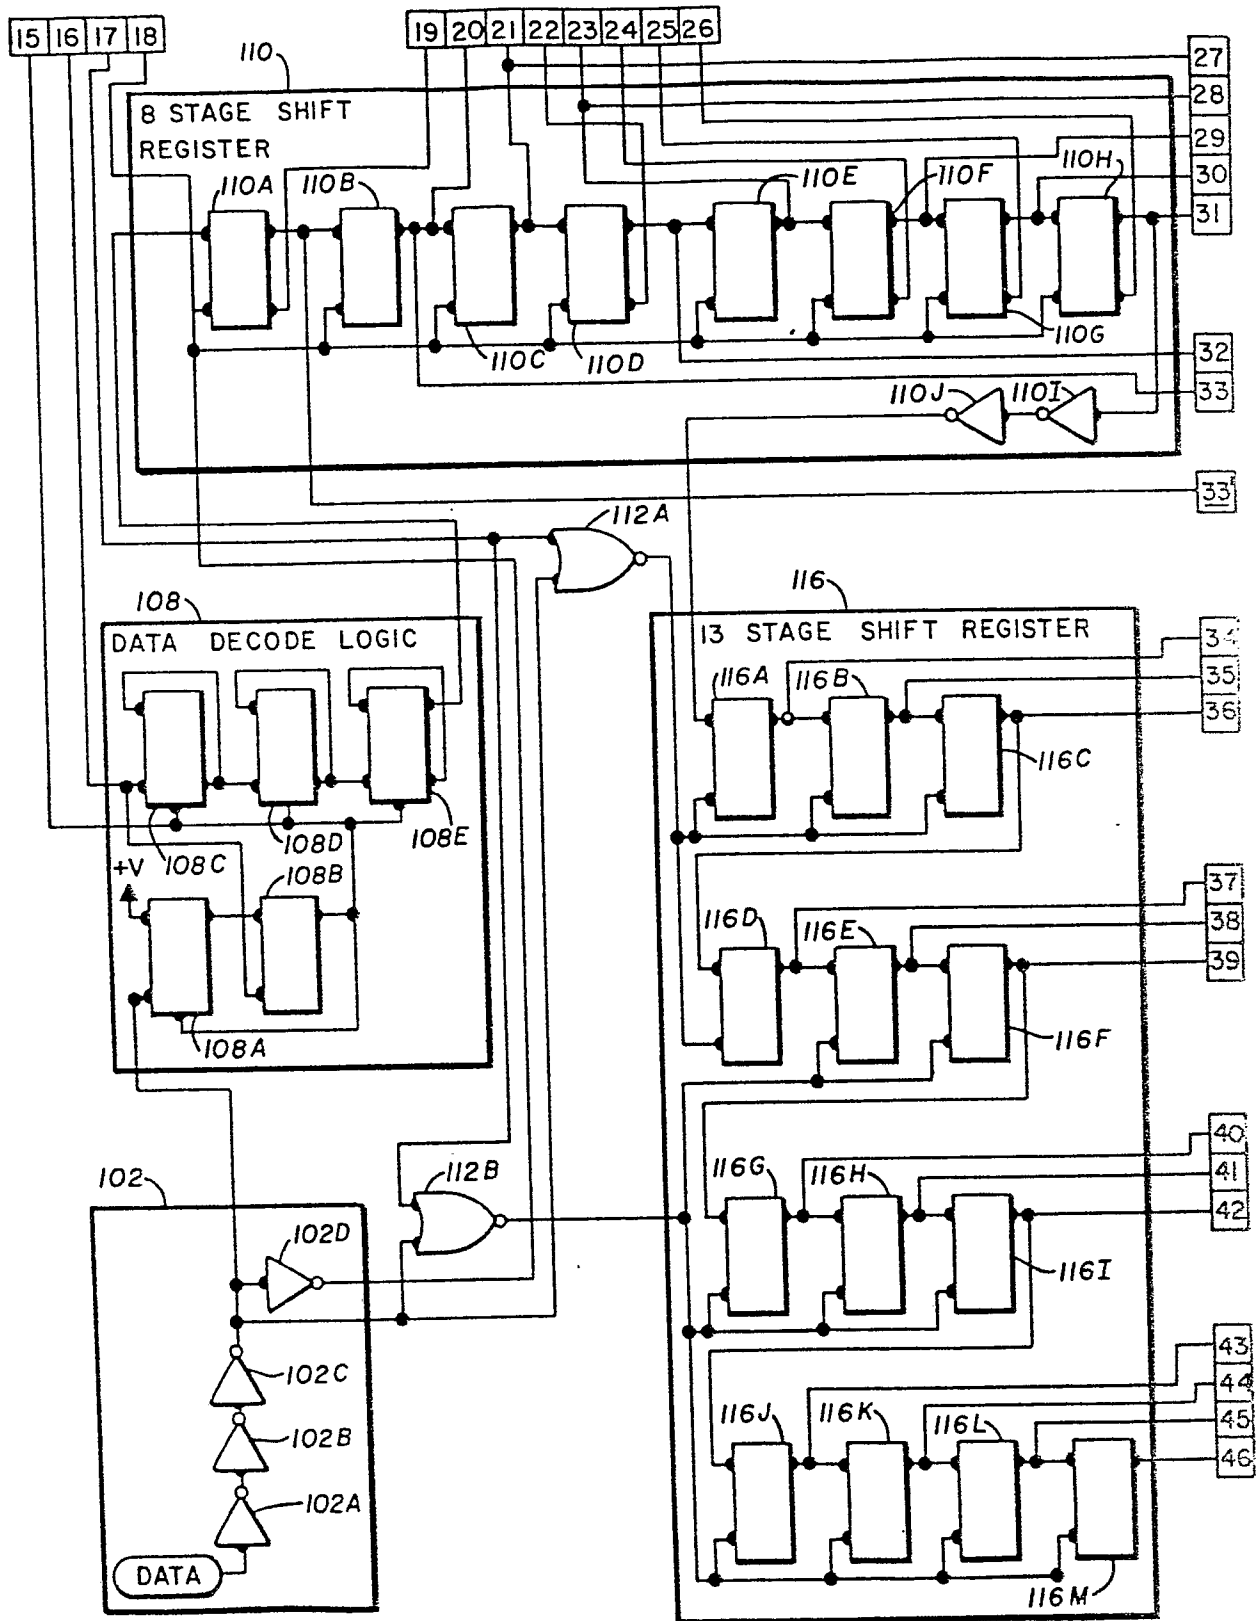 15 16 17 18
19 20 21 22 23 24 25 26
110
27
28
29
30
31
8 STAGE SHIFT
REGISTER
110A
110B
110E
110F
110H
110C
110D
110G
32
33
110J
110I
33
112A
108
DATA DECODE LOGIC
108C
108D
108E
+V
108B
108A
116
13 STAGE SHIFT REGISTER
34
35
36
116A
116B
116C
37
38
39
116D
116E
116F
102
112B
102D
102C
102B
102A
DATA
40
41
42
116G
116H
116I
43
44
45
46
116J
116K
116L
116M